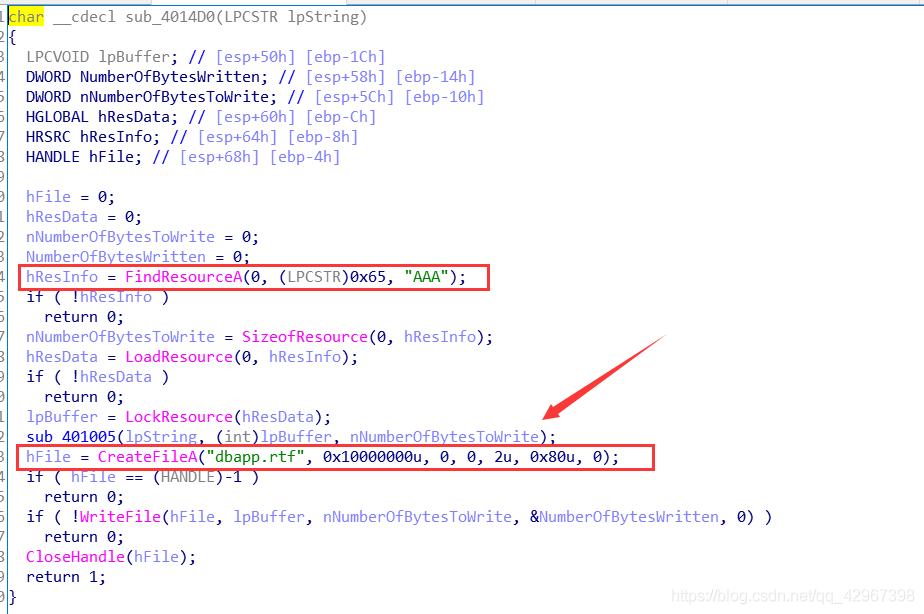 char __cdecl sub_4014D0(LPCSTR lpString)
{
LPCVOID lpBuffer; // [esp+50h] [ebp-1Ch]
DWORD NumberOfBytesWritten; // [esp+58h] [ebp-14h]
DWORD nNumberOfBytesToWrite; // [esp+5Ch] [ebp-10h]
HGLOBAL hResData; // [esp+60h] [ebp-Ch]
HRSRC hResInfo; // [esp+64h] [ebp-8h]
HANDLE hFile; // [esp+68h] [ebp-4h]
hFile = 0;
hResData = 0;
nNumberOfBytesToWrite = 0;
NumberOfBytesWritten = 0;
hResInfo = FindResourceA(0, (LPCSTR)0x65, "AAA");
if ( !hResInfo )
return 0;
nNumberOfBytesToWrite = SizeofResource(0, hResInfo);
hResData = LoadResource(0, hResInfo);
if ( !hResData )
return 0;
lpBuffer = LockResource(hResData);
sub_401005(lpString, (int)lpBuffer, nNumberOfBytesToWrite);
hFile = CreateFileA("dbapp.rtf", 0x10000000u, 0, 0, 2u, 0x80u, 0);
if ( hFile == (HANDLE)-1 )
return 0;
if ( !WriteFile(hFile, lpBuffer, nNumberOfBytesToWrite, &NumberOfBytesWritten, 0) )
return 0;
CloseHandle(hFile);
return 1;
}
https://blog.csdn.net/qq_42967398